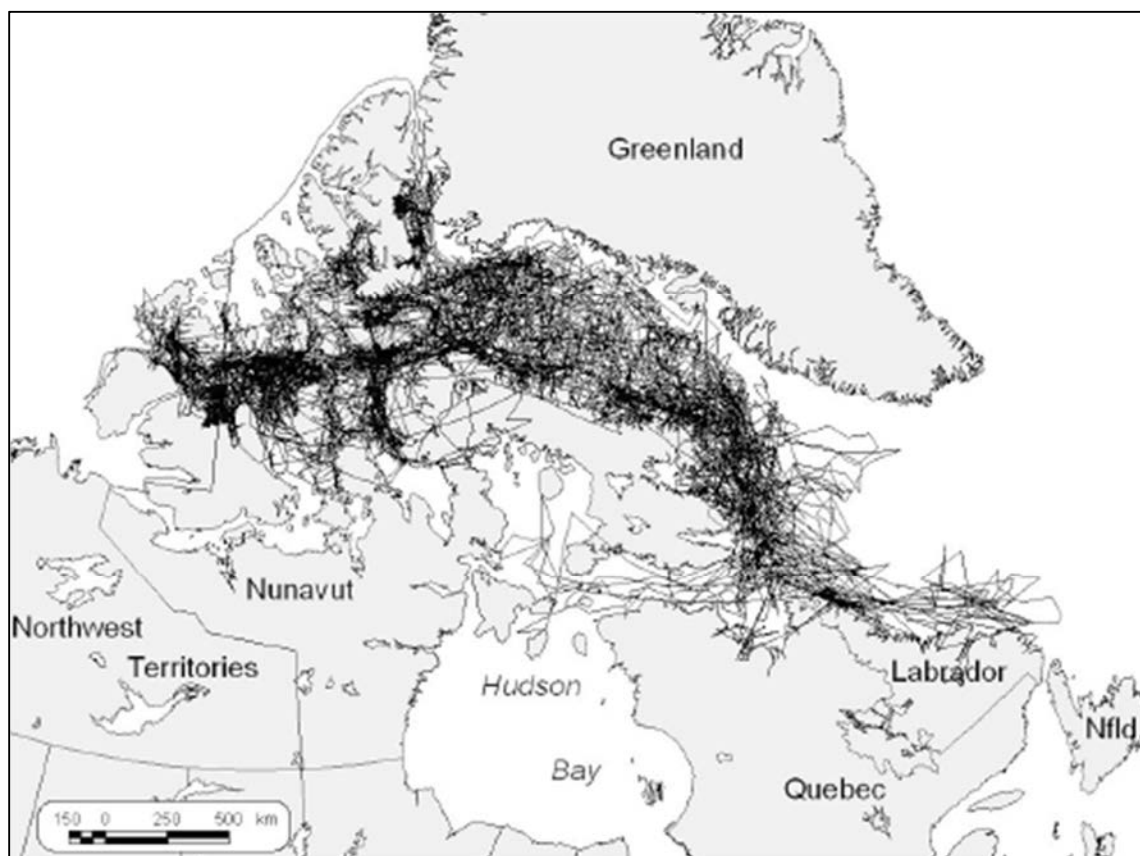 Greenland
Nunavut
Northwest
Territories
Hudson
Bay
Labrador
Nfld
Quebec
150 0 250 500 km